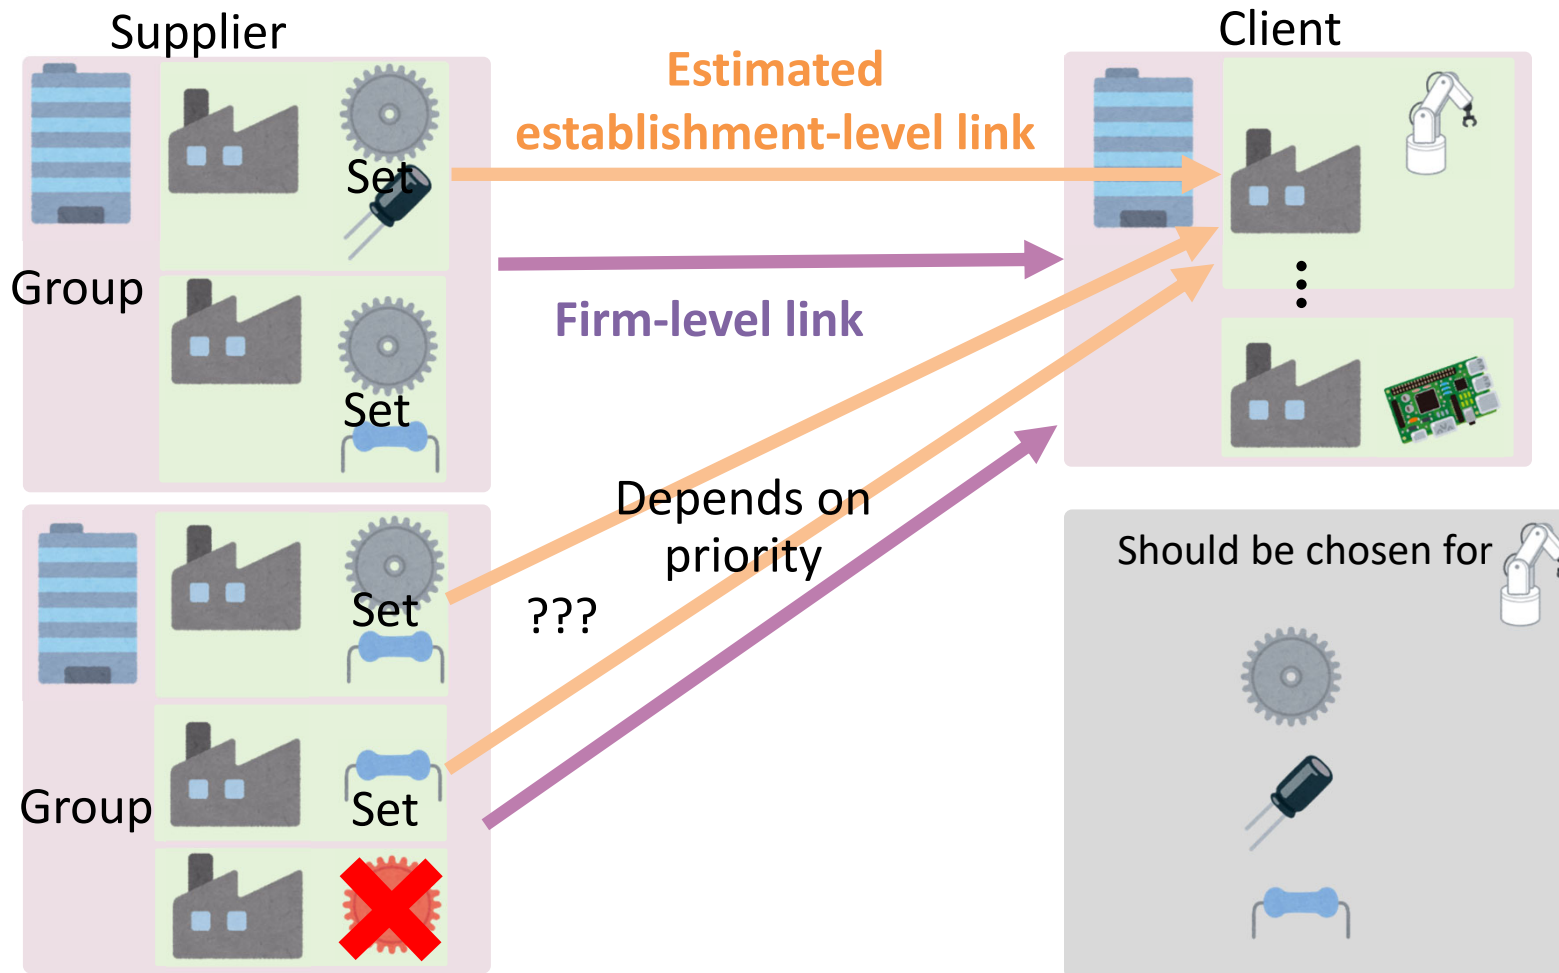 Supplier
Client
Estimated
establishment-level link
Set
Group
Firm-level link
Set
Depends on
priority
Should be chosen for
Set
???
Group
Set